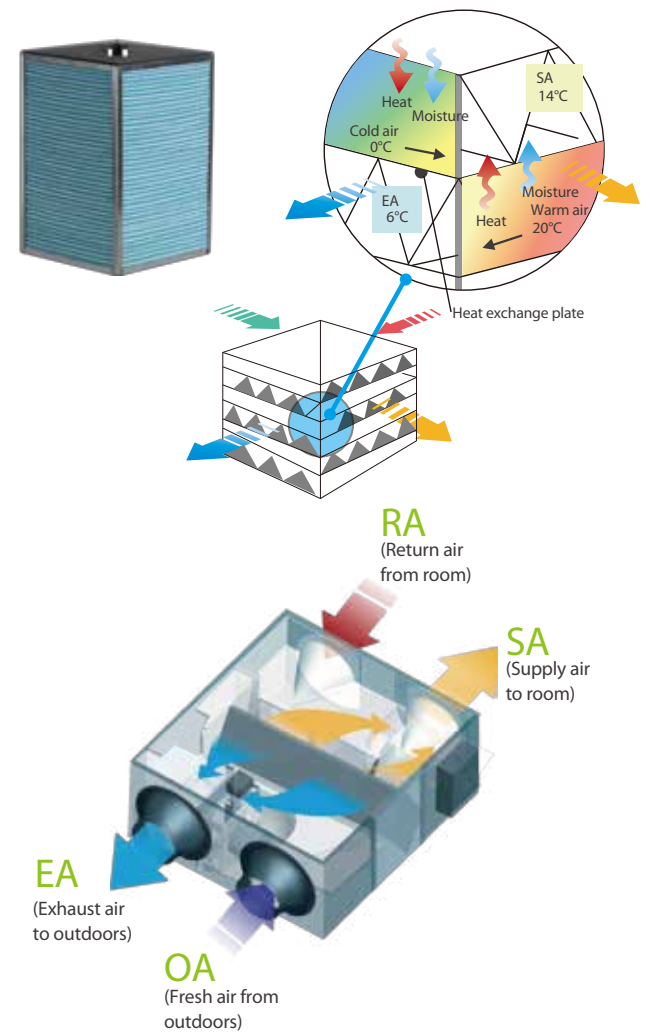 Heat
Moisture
Cold air
0°C
SA
14°C
EA
6°C
Moisture
Heat
Warm air
20°C
Heat exchange plate
RA
(Return air
from room)
SA
(Supply air
to room)
EA
(Exhaust air
to outdoors)
OA
(Fresh air from
outdoors)